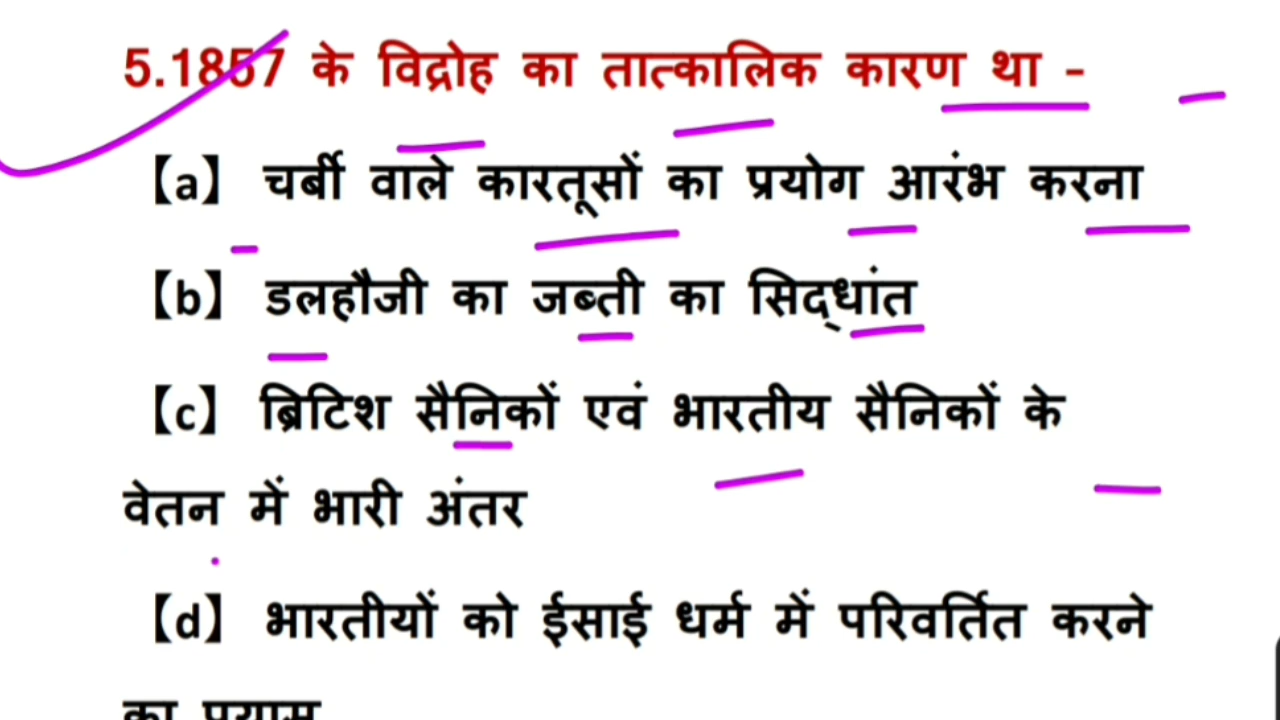 5.1857 के विद्रोह का तात्कालिक कारण था -
【a】 चर्बी वाले कारतूसों का प्रयोग आरंभ करना
【b】 डलहौजी का जब्ती का सिद्धांत
【c】 ब्रिटिश सैनिकों एवं भारतीय सैनिकों के
वेतन में भारी अंतर
【d】 भारतीयों को ईसाई धर्म में परिवर्तित करने
का प्रयास